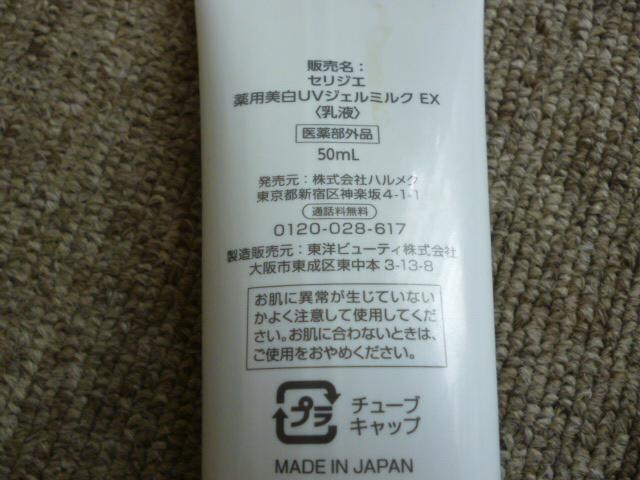 販売名：
セリジエ
薬用美白UVジェルミルク EX
〈乳液〉
医薬部外品
50mL
発売元：株式会社ハルメク
東京都新宿区神楽坂4-1-1
通話料無料
0120-028-617
製造販売元：東洋ビューティ株式会社
大阪市東成区東中本3-13-8
お肌に異常が生じていない
かよく注意して使用してくだ
さい。お肌に合わないときは、
ご使用をおやめください。
プラ
チューブ
キャップ
MADE IN JAPAN